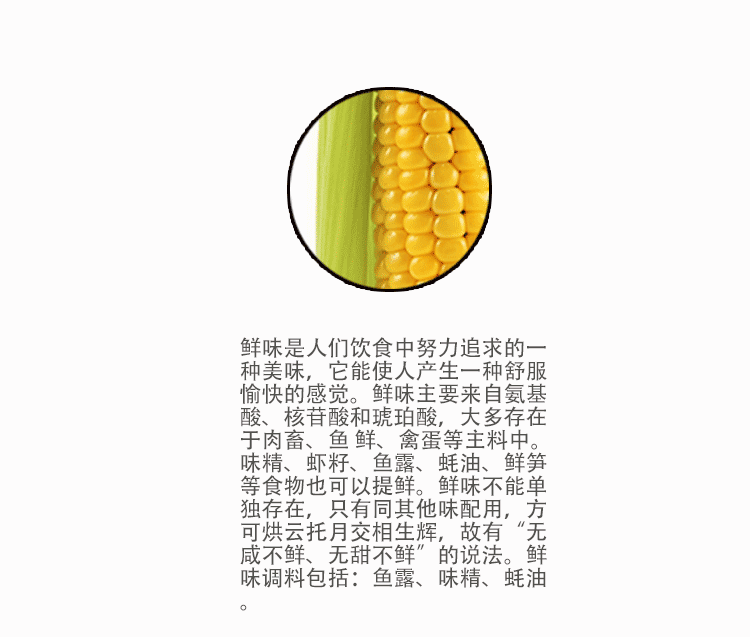 鲜味是人们饮食中努力追求的一
种美味，它能使人产生一种舒服
愉快的感觉。鲜味主要来自氨基
酸、核苷酸和琥珀酸，大多存在
于肉畜、鱼 鲜、禽蛋等主料中。
味精、虾籽、鱼露、蚝油、鲜笋
等食物也可以提鲜。鲜味不能单
独存在，只有同其他味配用，方
可烘云托月交相生辉，故有“无
咸不鲜、无甜不鲜”的说法。鲜
味调料包括：鱼露、味精、蚝油
。